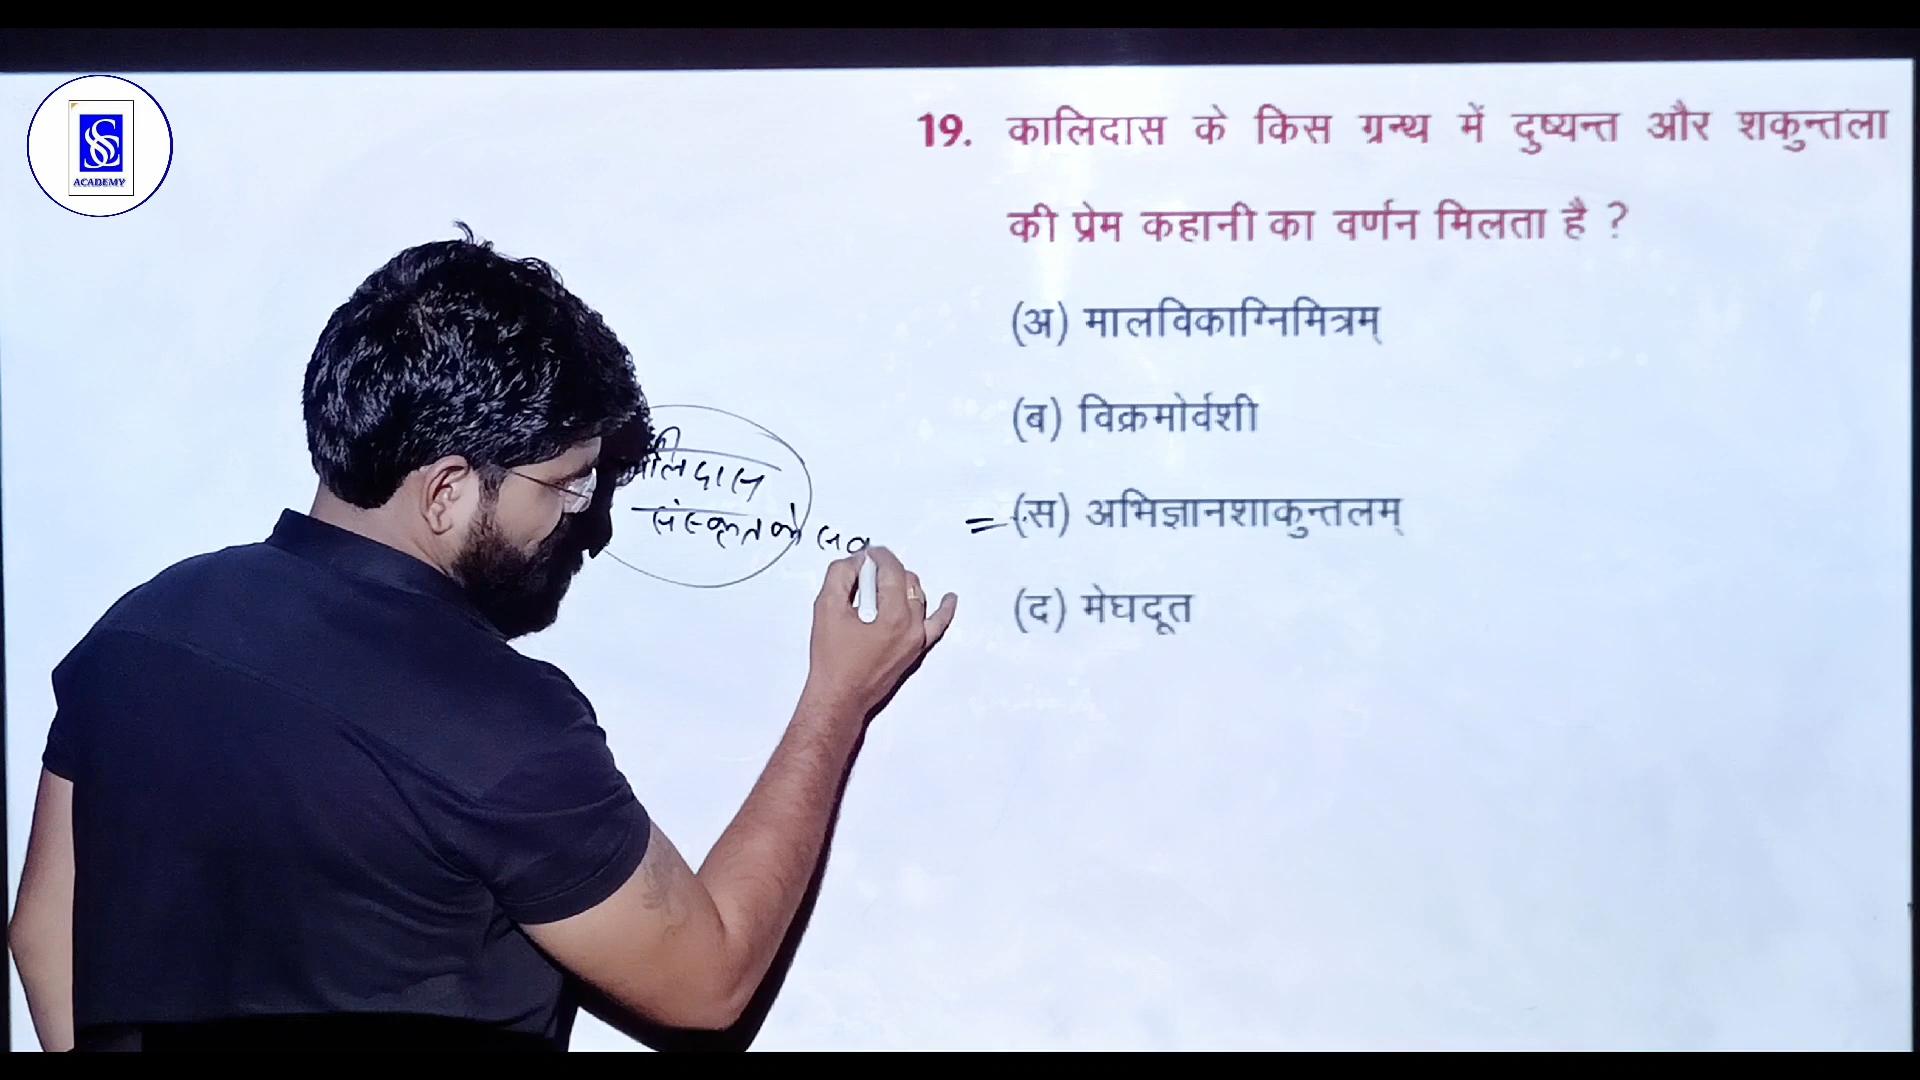 SSC
ACADEMY
19. कालिदास के किस ग्रन्थ में दुष्यन्त और शकुन्तला
की प्रेम कहानी का वर्णन मिलता है ?
(अ) मालविकाग्निमित्रम्
(ब) विक्रमोर्वशी
= (स) अभिज्ञानशाकुन्तलम्
(द) मेघदूत
संस्कृत के